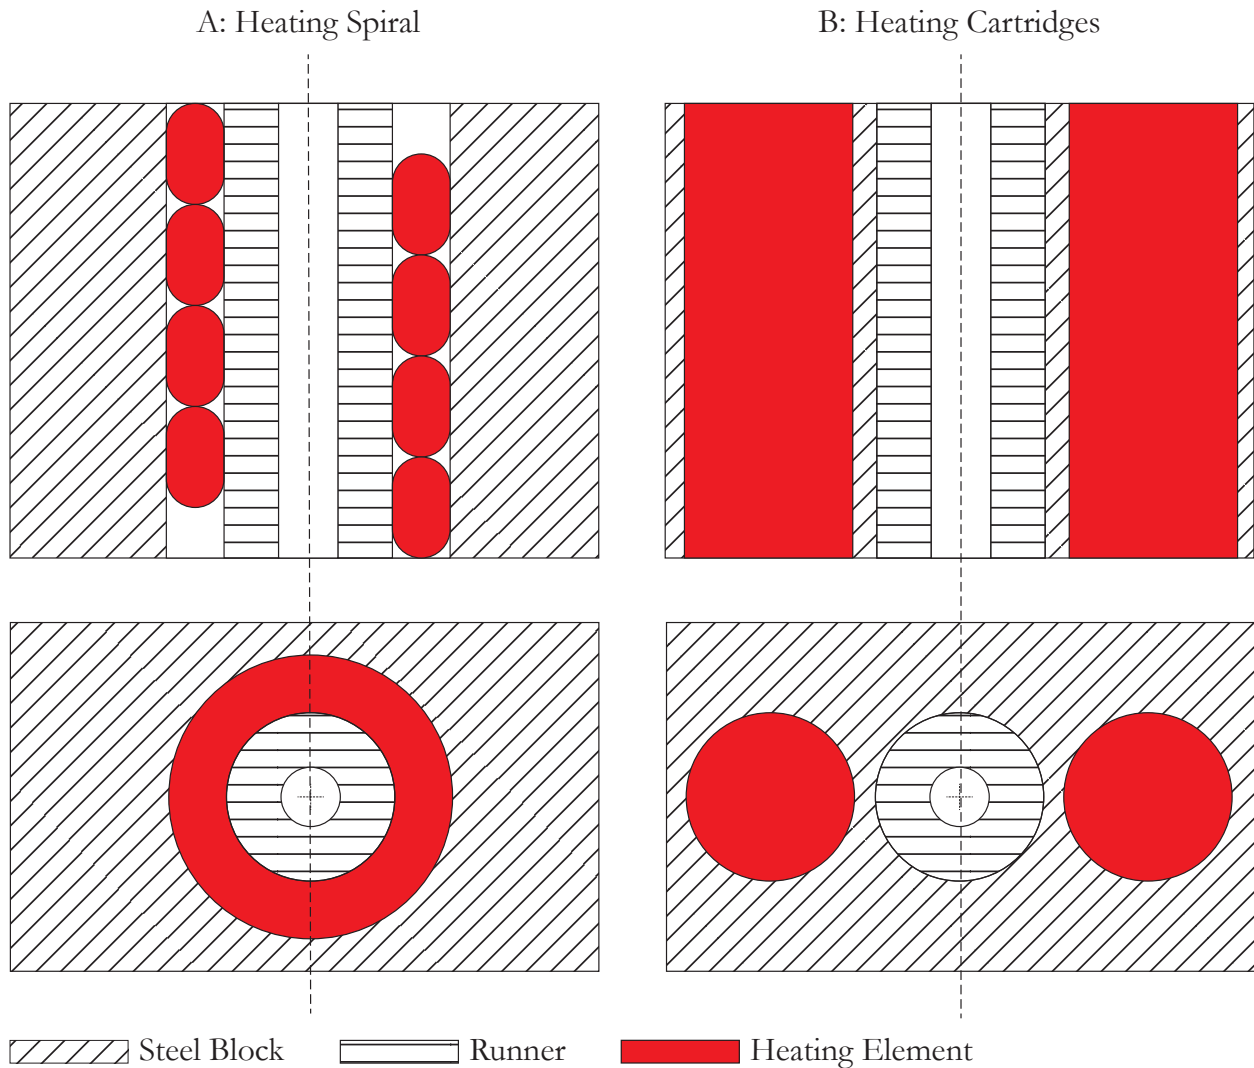 A: Heating Spiral
B: Heating Cartridges
Steel Block
Runner
Heating Element